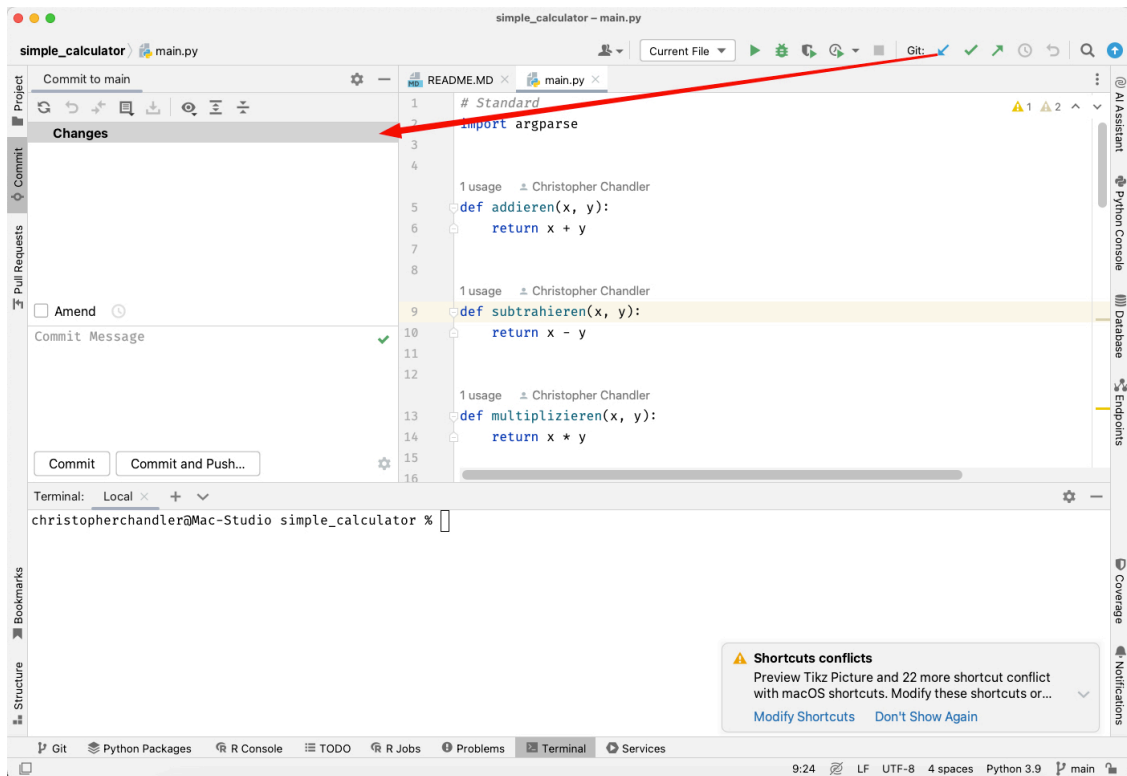 simple_calculator – main.py
simple_calculator main.py
Current File
Git:
Project
Commit
Pull Requests
Bookmarks
Structure
Commit to main
Changes
Amend
Commit Message
Commit
Commit and Push...
README.MD
main.py
1 2
1 # Standard
2 import argparse
3
4
1 usage Christopher Chandler
5 def addieren(x, y):
6 return x + y
7
8
1 usage Christopher Chandler
9 def subtrahieren(x, y):
10 return x - y
11
12
1 usage Christopher Chandler
13 def multiplizieren(x, y):
14 return x * y
15
16
AI Assistant
Python Console
Database
Endpoints
Coverage
Notifications
Terminal: Local
christopherchandler@Mac-Studio simple_calculator %
Shortcuts conflicts
Preview Tikz Picture and 22 more shortcut conflict
with macOS shortcuts. Modify these shortcuts or...
Modify Shortcuts Don't Show Again
Git Python Packages R Console TODO R Jobs Problems Terminal Services
9:24 LF UTF-8 4 spaces Python 3.9 main